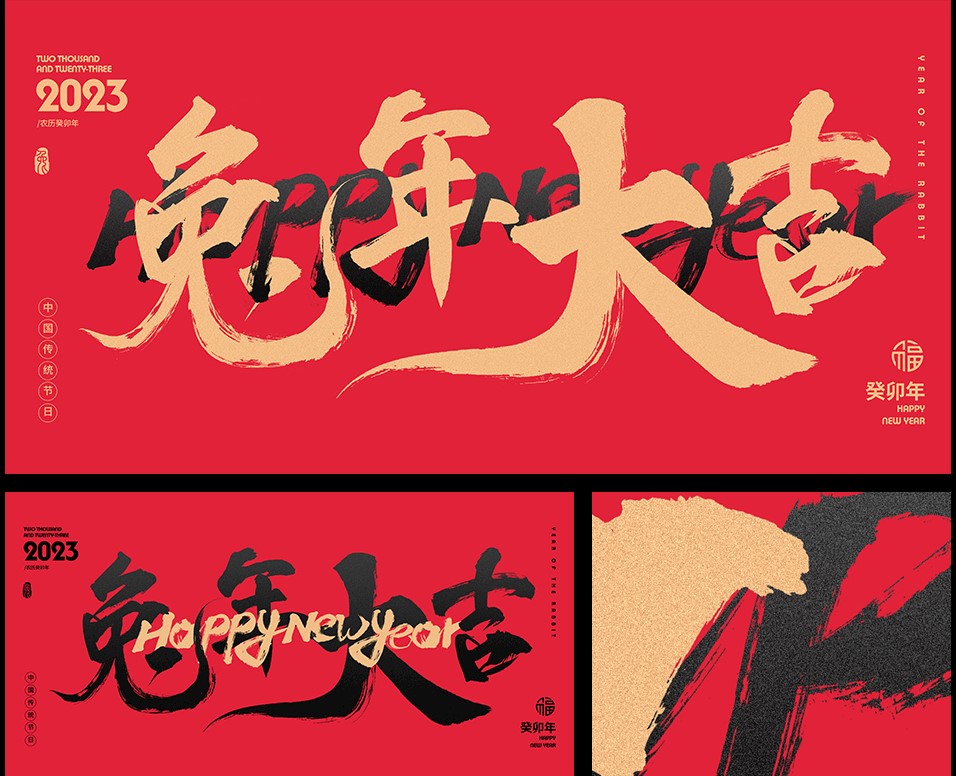 TWO THOUSAND
AND TWENTY-THREE
2023
/农历癸卯年
兔
兔年大吉
Happy New Year
YEAR OF THE RABBIT
中国传统节日
福
癸卯年
HAPPY
NEW YEAR
TWO THOUSAND
AND TWENTY-THREE
2023
/农历癸卯年
兔年大吉
Happy New Year
YEAR OF THE RABBIT
中国传统节日
福
癸卯年
HAPPY
NEW YEAR